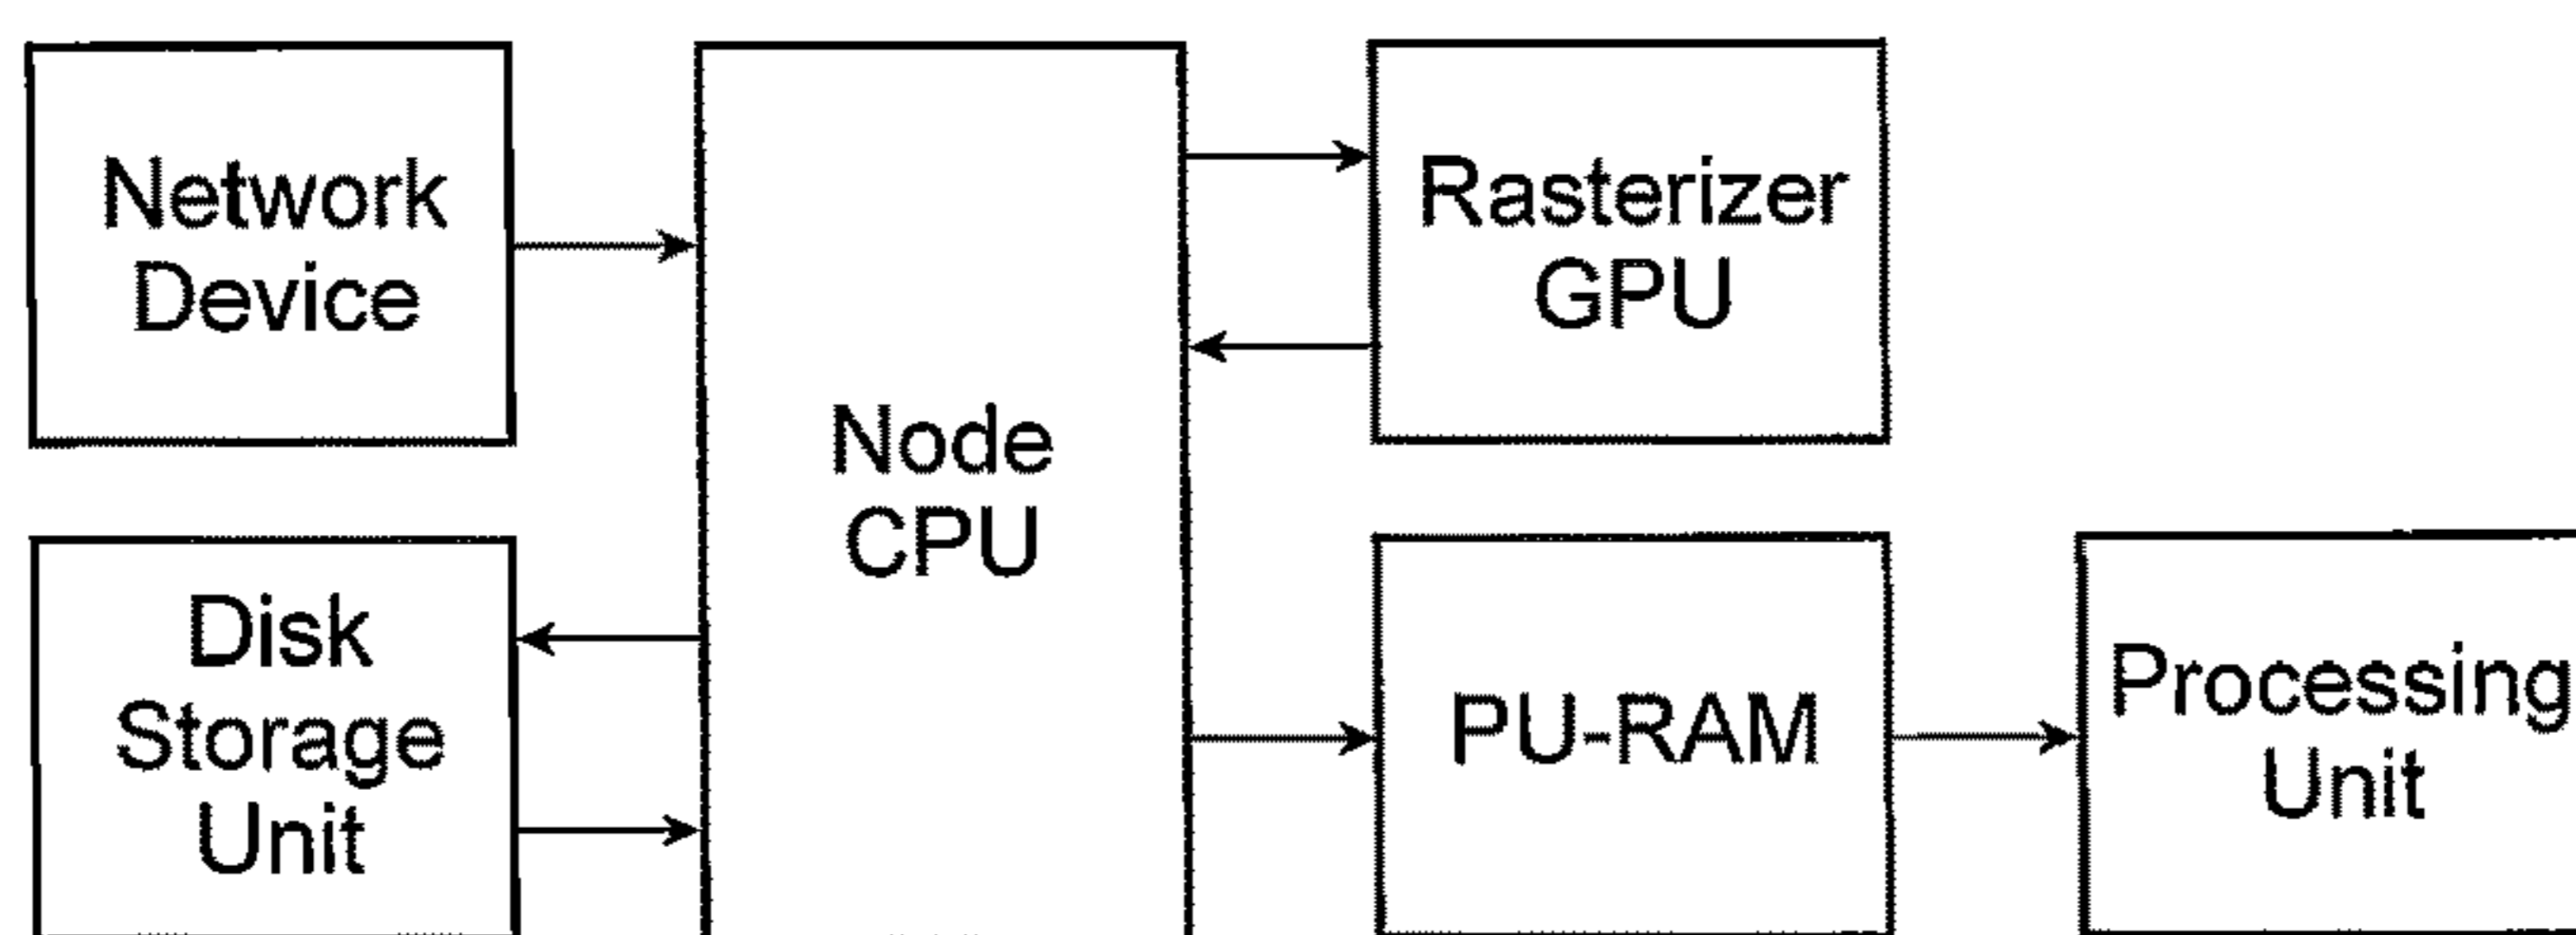 Network
Device
Node
CPU
Rasterizer
GPU
Disk
Storage
Unit
PU-RAM
Processing
Unit